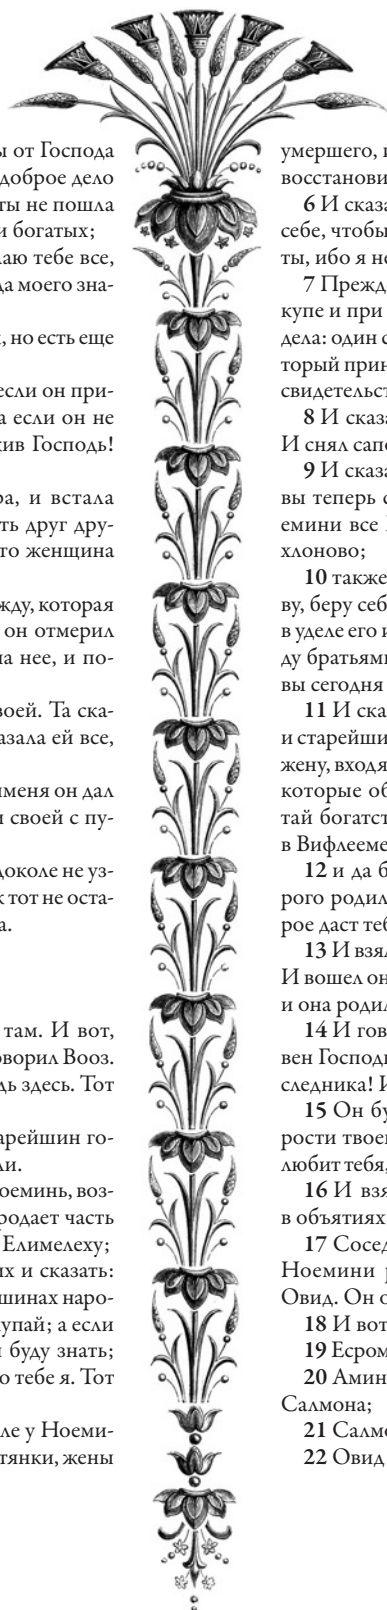 ы от Господа
доброе дело
ты не пошла
и богатых;
лаю тебе все,
да моего зна-
, но есть еще
если он при-
а если он не
жив Господь!
ра, и встала
ть друг дру-
то женщина
жду, которая
он отмерил
на нее, и по-
воей. Та ска-
азала ей все,
именя он дал
и своей с пу-
доколе не уз-
к тот не оста-
а.
там. И вот,
оворил Вооз.
дь здесь. Тот
арейшин го-
ли.
оеминь, воз-
родает часть
Елимелеху;
их и сказать:
шинах наро-
купай; а если
и буду знать;
о тебе я. Тот
ле у Ноеми-
тянки, жены
умершего, и
восстанови
6 И сказа
себе, чтобы
ты, ибо я не
7 Прежд
купе и при
дела: один с
торый прин
свидетельст
8 И сказа
И снял сапо
9 И сказа
вы теперь с
емини все
хлоново;
10 также
ву, беру себ
в уделе его и
ду братьями
вы сегодня
11 И ска
и старейши
жену, входя
которые об
тай богатст
в Вифлееме
12 и да б
рого родил
рое даст теб
13 И взял
И вошел он
и она родил
14 И гов
вен Господь
следника! И
15 Он бу
рости твоей
любит тебя,
16 И взя
в объятиях
17 Сосед
Ноемини р
Овид. Он о
18 И вот
19 Есром
20 Амин
Салмона;
21 Салмо
22 Овид